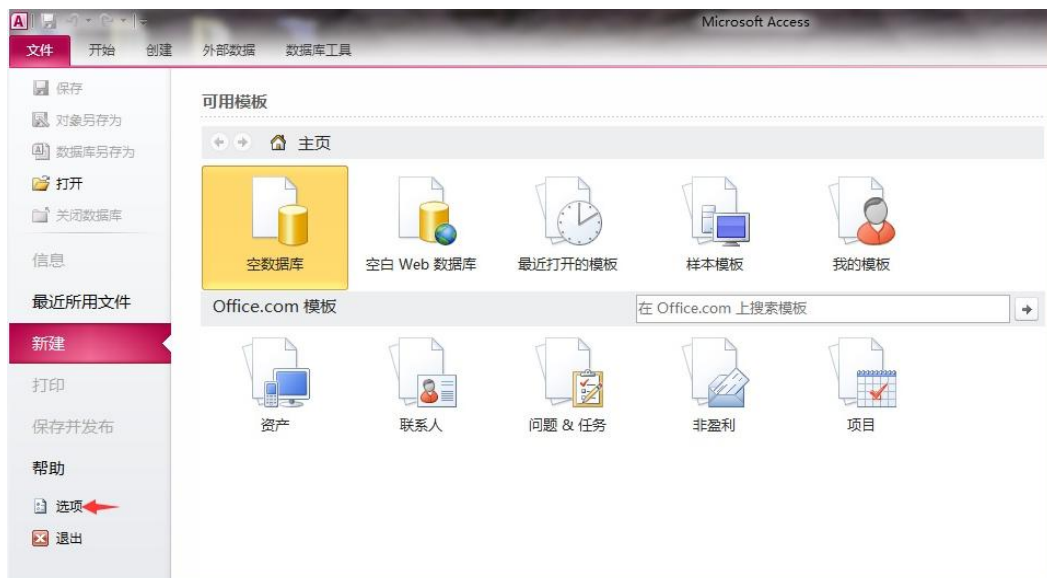 Microsoft Access
文件 开始 创建 外部数据 数据库工具
保存
对象另存为
数据库另存为
打开
关闭数据库
信息
最近所用文件
新建
打印
保存并发布
帮助
选项
退出
可用模板
主页
空数据库 空白 Web 数据库 最近打开的模板 样本模板 我的模板
Office.com 模板 在 Office.com 上搜索模板
资产 联系人 问题 & 任务 非盈利 项目